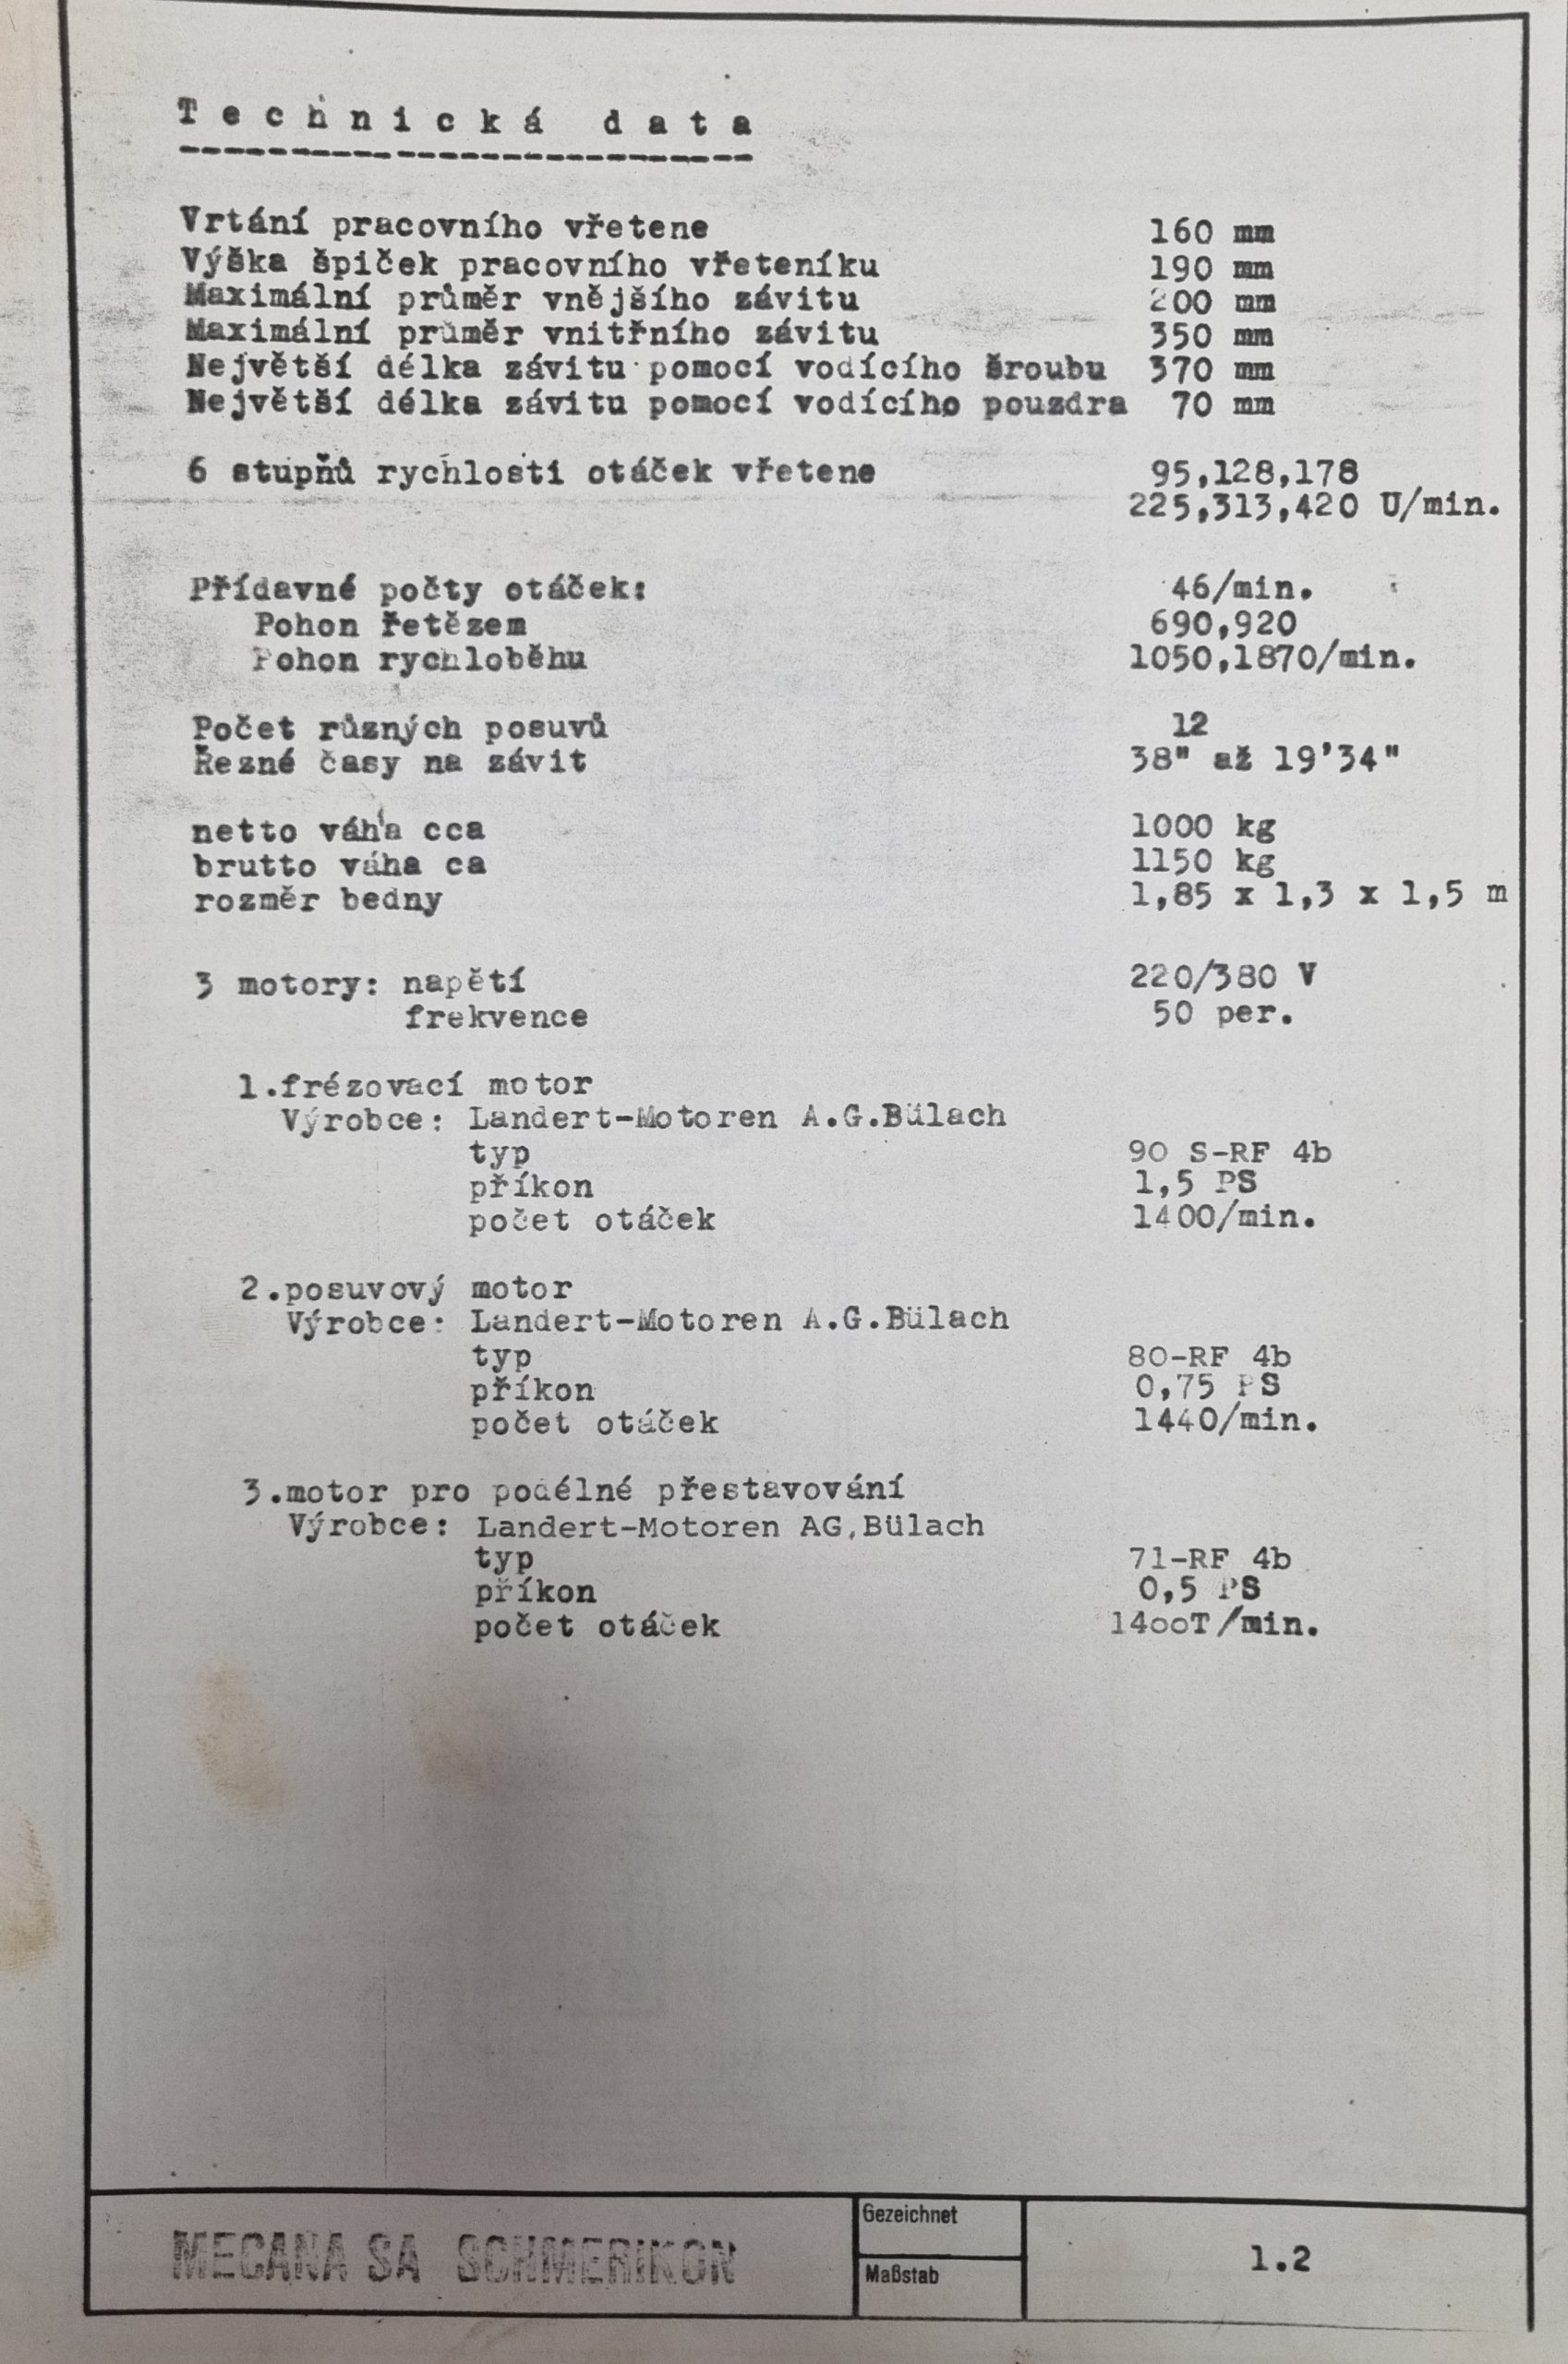 Technická data
Vrtání pracovního vřetene 160 mm
Výška špiček pracovního vřeteníku 190 mm
Maximální průměr vnějšího závitu 200 mm
Maximální průměr vnitřního závitu 350 mm
Největší délka závitu pomocí vodícího šroubu 370 mm
Největší délka závitu pomocí vodícího pouzdra 70 mm
6 stupňů rychlosti otáček vřetene 95,128,178
225,313,420 U/min.
Přídavné počty otáček: 46/min.
Pohon řetězem 690,920
Pohon rychloběhu 1050,1870/min.
Počet různých posuvů 12
Řezné časy na závit 38" až 19'34"
netto váha cca 1000 kg
brutto váha ca 1150 kg
rozměr bedny 1,85 x 1,3 x 1,5 m
3 motory: napětí 220/380 V
frekvence 50 per.
1.frézovací motor
Výrobce: Landert-Motoren A.G.Bülach
typ 90 S-RF 4b
příkon 1,5 PS
počet otáček 1400/min.
2.posuvový motor
Výrobce: Landert-Motoren A.G.Bülach
typ 80-RF 4b
příkon 0,75 PS
počet otáček 1440/min.
3.motor pro podélné přestavování
Výrobce: Landert-Motoren AG,Bülach
typ 71-RF 4b
příkon 0,5 PS
počet otáček 14ooT/min.
MECANA SA SCHMERIKON
Gezeichnet
Maßstab
1.2